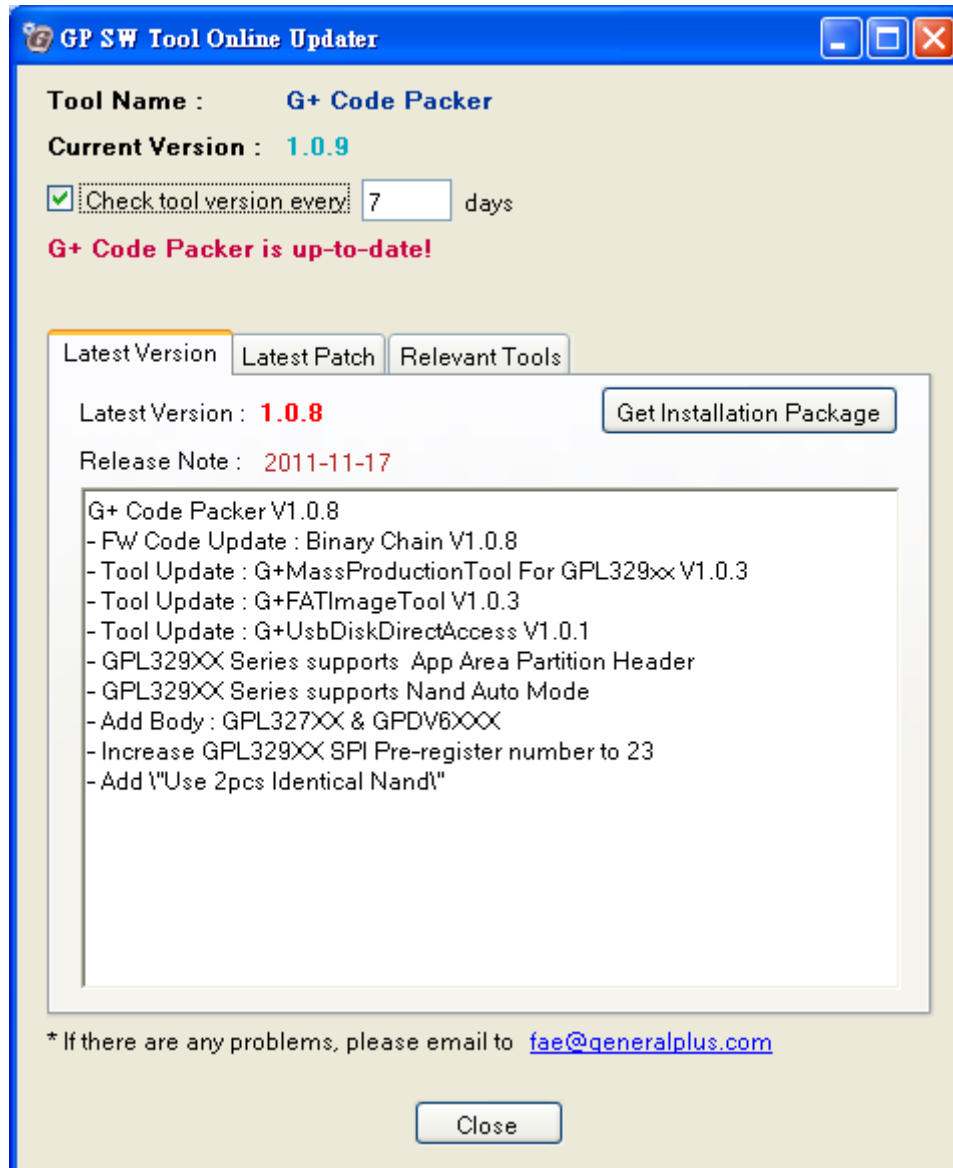 GP SW Tool Online Updater
Tool Name : G+ Code Packer
Current Version : 1.0.9
Check tool version every 7 days
G+ Code Packer is up-to-date!
Latest Version Latest Patch Relevant Tools
Latest Version : 1.0.8 Get Installation Package
Release Note : 2011-11-17
G+ Code Packer V1.0.8
- FW Code Update : Binary Chain V1.0.8
- Tool Update : G+MassProductionTool For GPL329xx V1.0.3
- Tool Update : G+FATImageTool V1.0.3
- Tool Update : G+UsbDiskDirectAccess V1.0.1
- GPL329XX Series supports  App Area Partition Header
- GPL329XX Series supports Nand Auto Mode
- Add Body : GPL327XX & GPDV6XXX
- Increase GPL329XX SPI Pre-register number to 23
- Add \"Use 2pcs Identical Nand\"
* If there are any problems, please email to fae@generalplus.com
Close